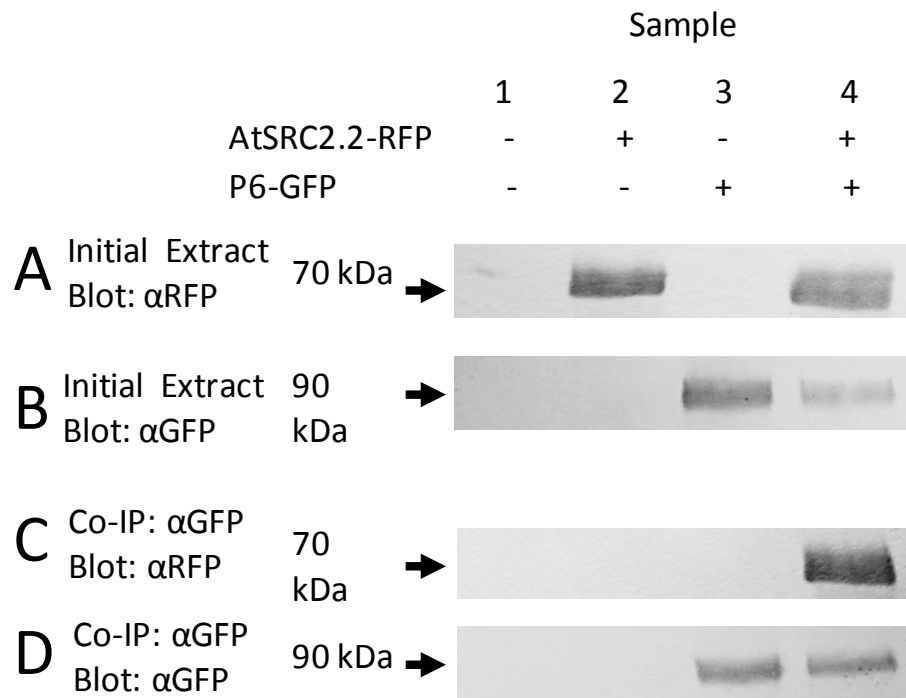 Sample
1 2 3 4
AtSRC2.2-RFP - + - +
P6-GFP - - + +
A Initial Extract 70 kDa
Blot: αRFP
B Initial Extract 90
Blot: αGFP kDa
C Co-IP: αGFP 70
Blot: αRFP kDa
D Co-IP: αGFP 90 kDa
Blot: αGFP